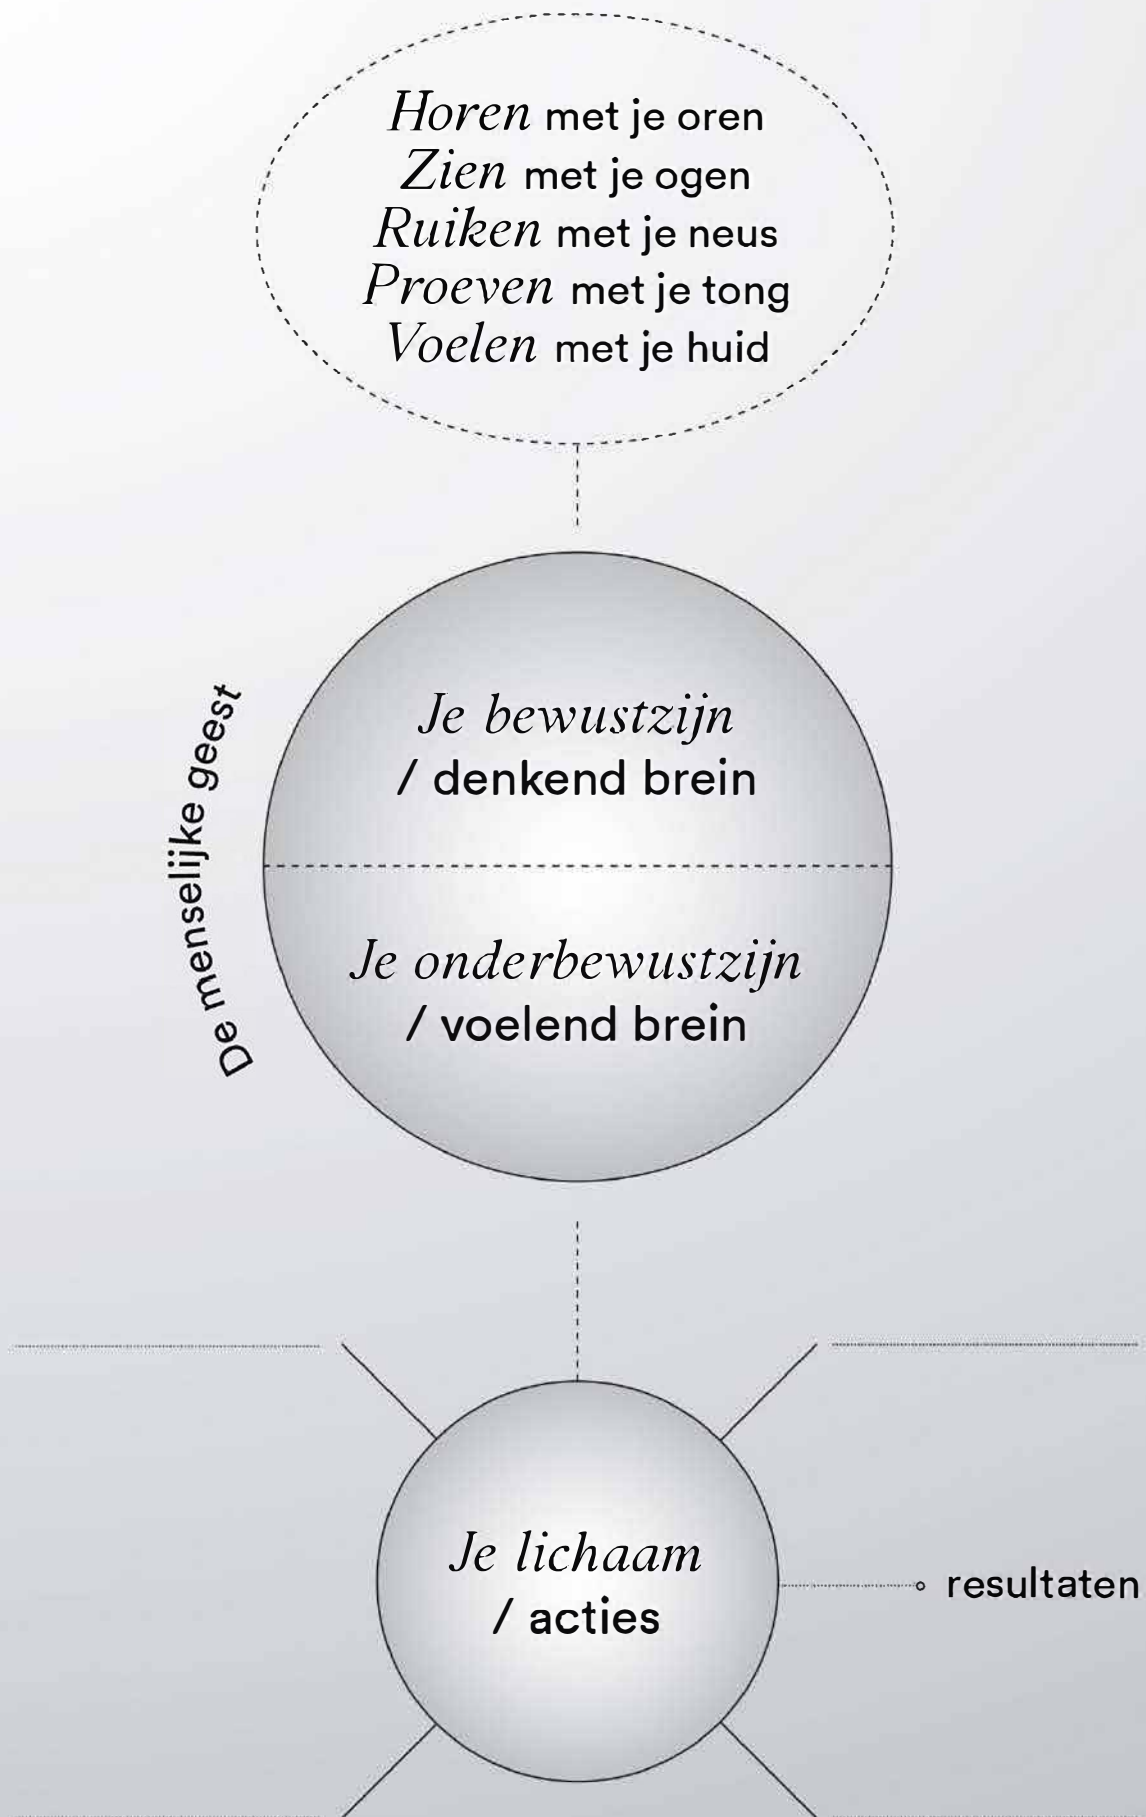 Horen met je oren
Zien met je ogen
Ruiken met je neus
Proeven met je tong
Voelen met je huid
De menselijke geest
Je bewustzijn
/ denkend brein
Je onderbewustzijn
/ voelend brein
Je lichaam
/ acties
resultaten